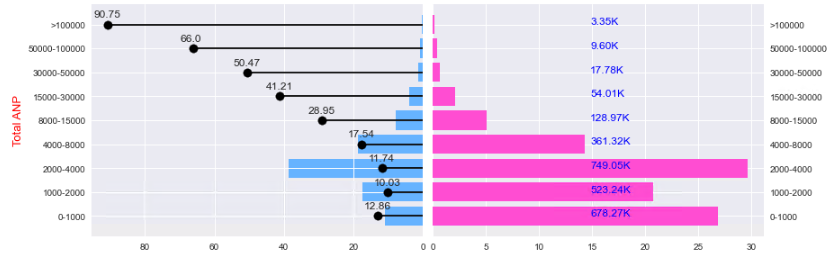 Total ANP
90.75
>100000 3.35K >100000
66.0
50000-100000 9.60K 50000-100000
50.47
30000-50000 17.78K 30000-50000
41.21
15000-30000 54.01K 15000-30000
28.95
8000-15000 128.97K 8000-15000
17.54
4000-8000 361.32K 4000-8000
11.74
2000-4000 749.05K 2000-4000
10.03
1000-2000 523.24K 1000-2000
12.86
0-1000 678.27K 0-1000
80 60 40 20 0 0 5 10 15 20 25 30